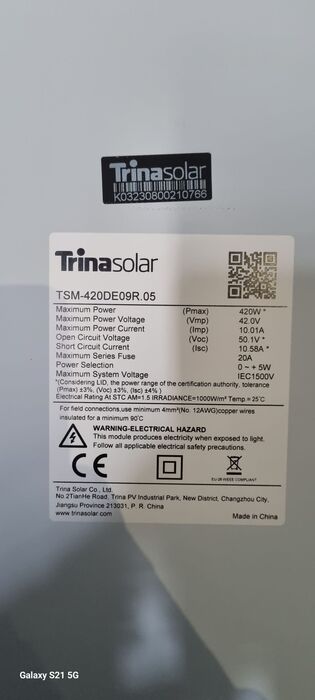 Trinasolar
K03230800210766
Trinasolar
TSM-420DE09R.05
Maximum Power (Pmax) 420W *
Maximum Power Voltage (Vmp) 42.0V
Maximum Power Current (Imp) 10.01A
Open Circuit Voltage (Voc) 50.1V *
Short Circuit Current (Isc) 10.58A *
Maximum Series Fuse 20A
Power Selection 0 ~ + 5W
Maximum System Voltage IEC1500V
*(Considering LID, the power range of the certification authority, tolerance
(Pmax) ±3%, (Voc) ±3%, (Isc) ±4% )
Electrical Rating At STC AM=1.5 IRRADIANCE=1000W/m² Temp.= 25°C
For field connections,use minimum 4mm²(No. 12AWG)copper wires
insulated for a minimum 90°C
WARNING-ELECTRICAL HAZARD
This module produces electricity when exposed to light.
Follow all applicable electrical safety precautions.
CE
EU-28 WEEE COMPLIANT
Trina Solar Co., Ltd.
No.2TianHe Road, Trina PV Industrial Park, New District, Changzhou City,
Jiangsu Province 213031, P. R. China
www.trinasolar.com Made in China
Galaxy S21 5G